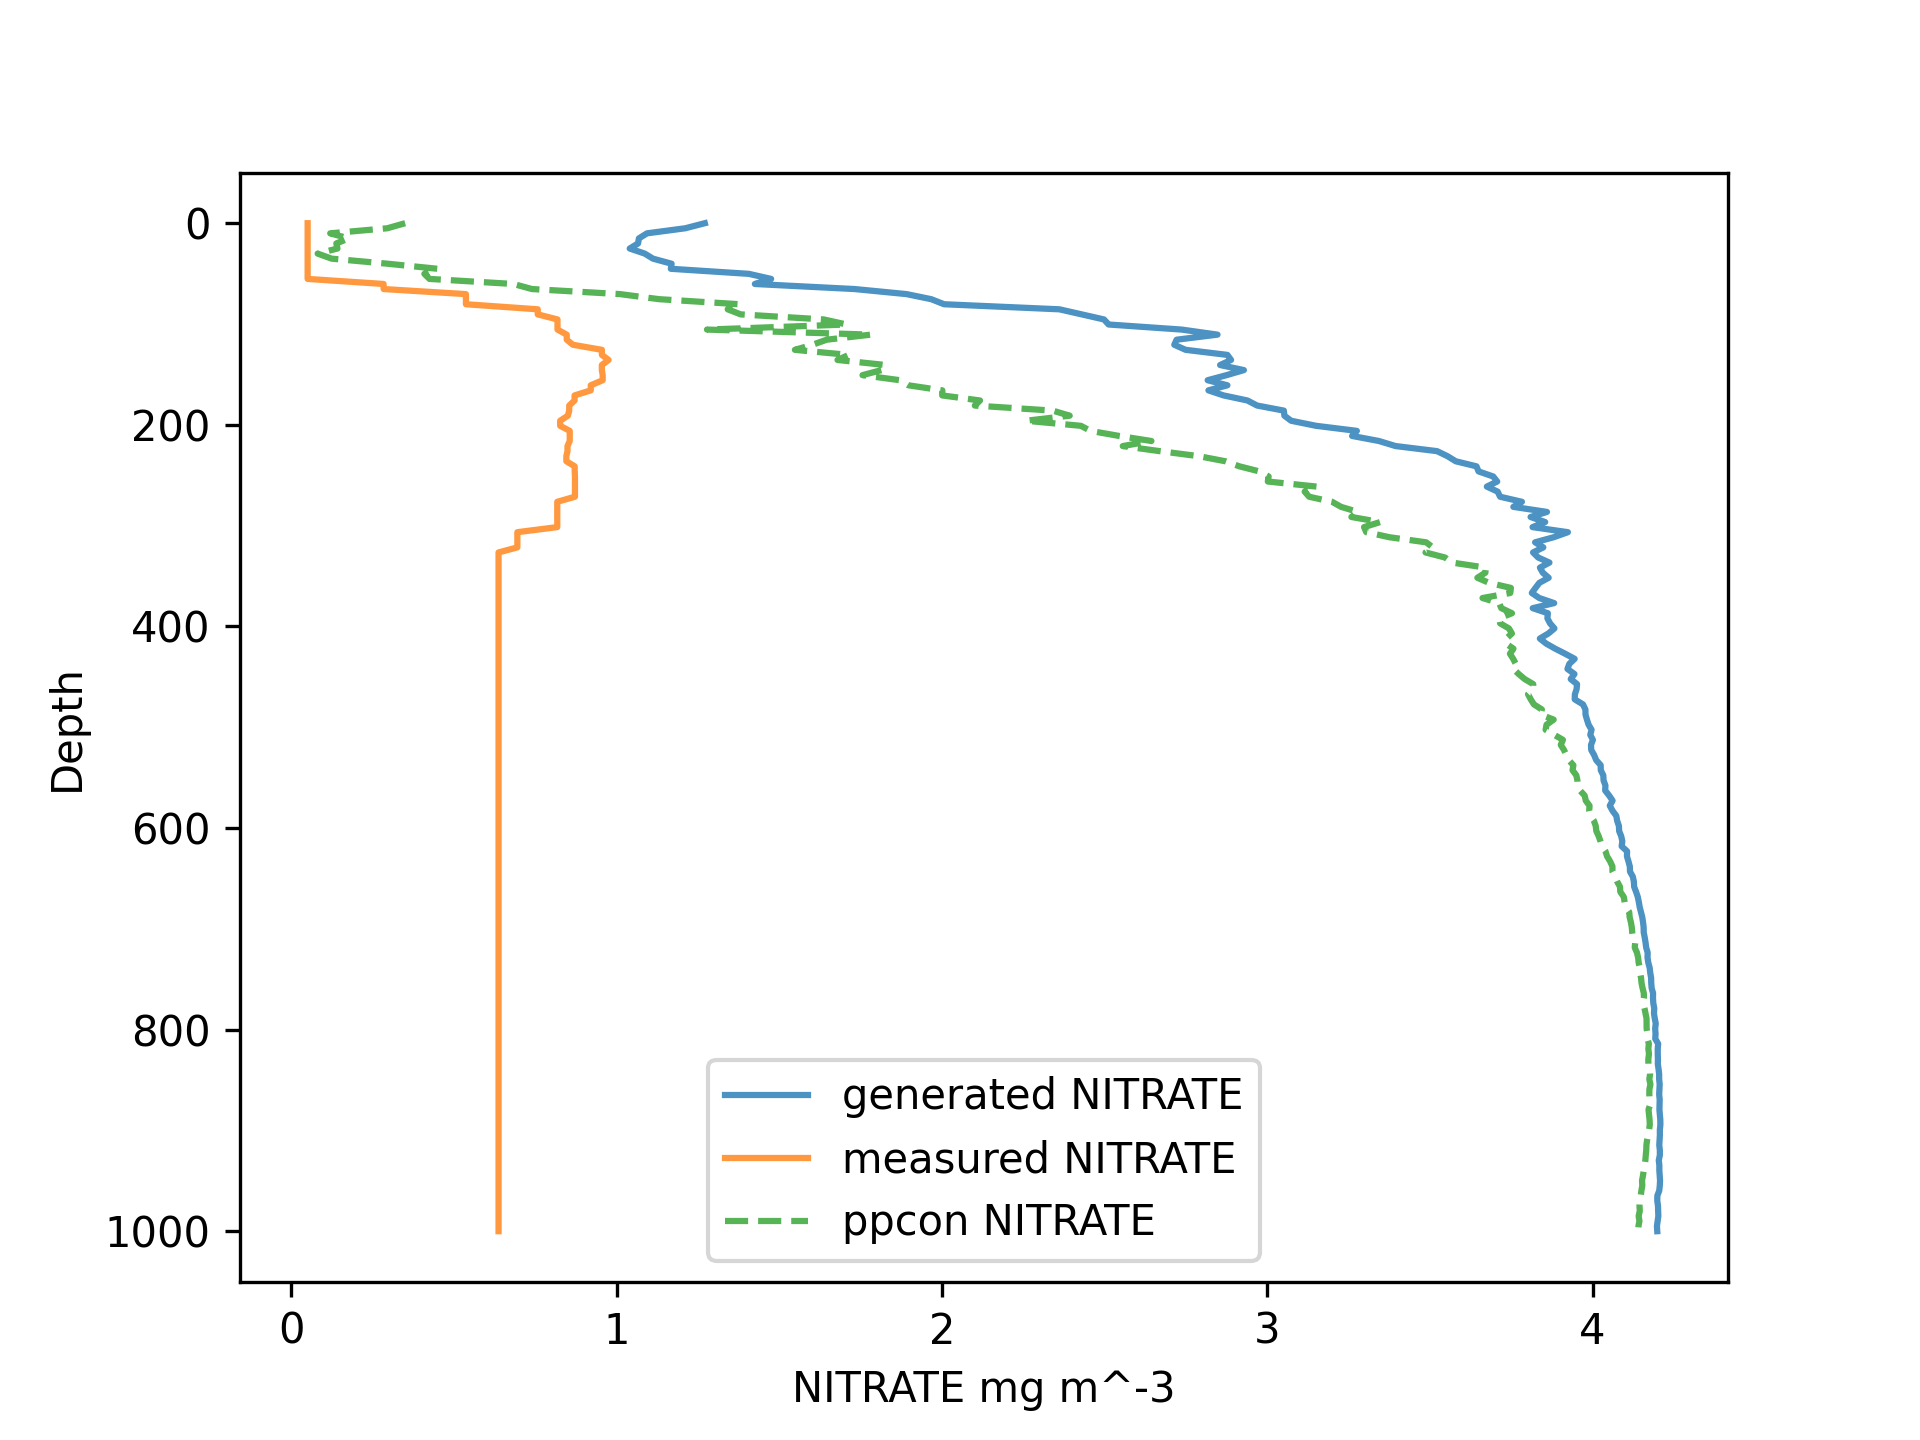 0
200
400
600
800
1000
Depth
generated NITRATE
measured NITRATE
ppcon NITRATE
0 1 2 3 4
NITRATE mg m^-3